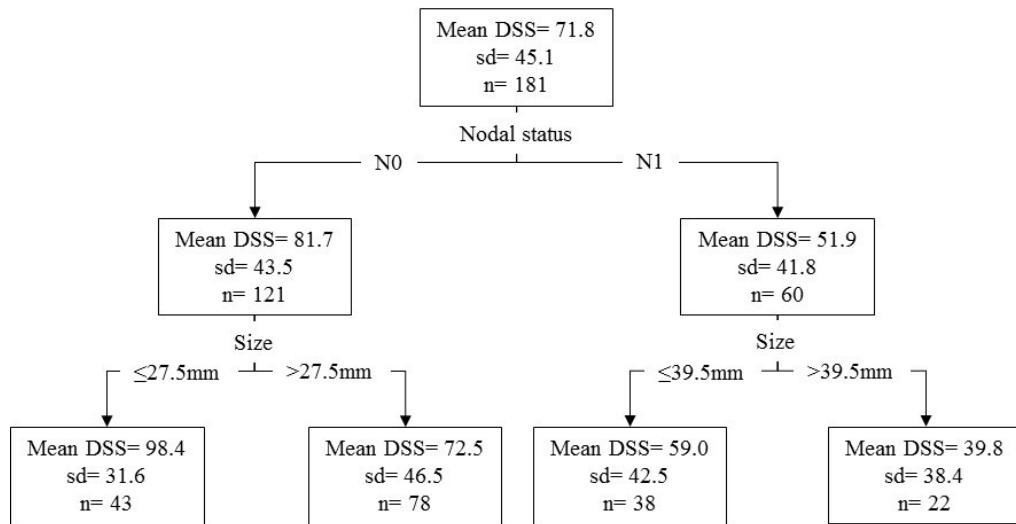 Mean DSS= 71.8
sd= 45.1
n= 181
Nodal status
N0
N1
Mean DSS= 81.7
sd= 43.5
n= 121
Mean DSS= 51.9
sd= 41.8
n= 60
Size
≤27.5mm
>27.5mm
Size
≤39.5mm
>39.5mm
Mean DSS= 98.4
sd= 31.6
n= 43
Mean DSS= 72.5
sd= 46.5
n= 78
Mean DSS= 59.0
sd= 42.5
n= 38
Mean DSS= 39.8
sd= 38.4
n= 22